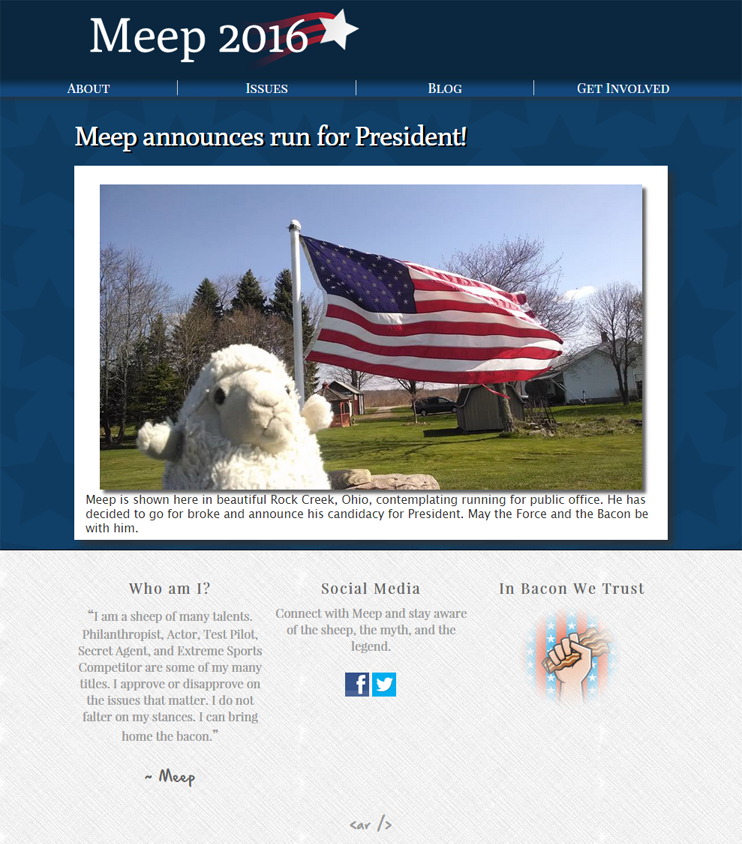 Meep 2016
About
Issues
Blog
Get Involved
Meep announces run for President!
Meep is shown here in beautiful Rock Creek, Ohio, contemplating running for public office. He has
decided to go for broke and announce his candidacy for President. May the Force and the Bacon be
with him.
Who am I?
“I am a sheep of many talents.
Philanthropist, Actor, Test Pilot,
Secret Agent, and Extreme Sports
Competitor are some of my many
titles. I approve or disapprove on
the issues that matter. I do not
falter on my stances. I can bring
home the bacon.”
~ Meep
Social Media
Connect with Meep and stay aware
of the sheep, the myth, and the
legend.
f
In Bacon We Trust
<ar />